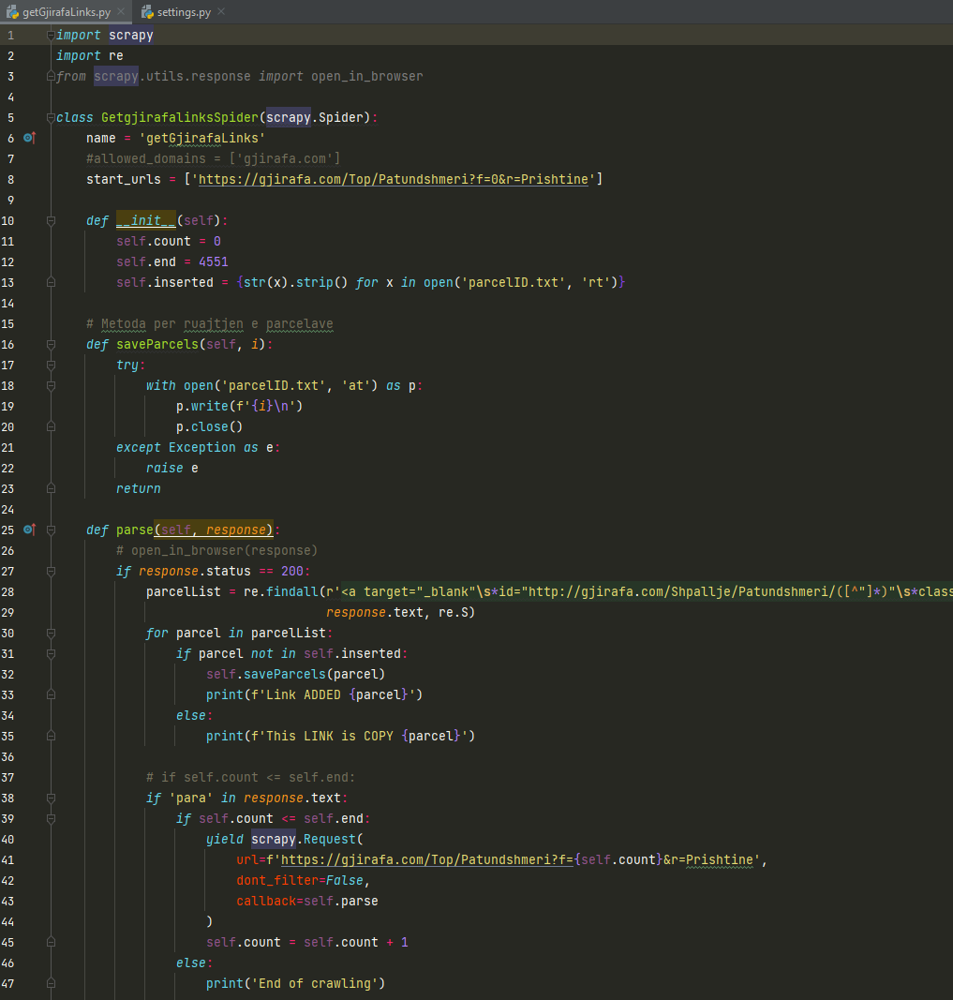 getGjirafaLinks.py settings.py
1 import scrapy
2 import re
3 from scrapy.utils.response import open_in_browser
4
5 class GetgjirafalinksSpider(scrapy.Spider):
6 name = 'getGjirafaLinks'
7 #allowed_domains = ['gjirafa.com']
8 start_urls = ['https://gjirafa.com/Top/Patundshmeri?f=0&r=Prishtine']
9
10 def __init__(self):
11 self.count = 0
12 self.end = 4551
13 self.inserted = {str(x).strip() for x in open('parcelID.txt', 'rt')}
14
15 # Metoda per ruajtjen e parcelave
16 def saveParcels(self, i):
17 try:
18 with open('parcelID.txt', 'at') as p:
19 p.write(f'{i}\n')
20 p.close()
21 except Exception as e:
22 raise e
23 return
24
25 def parse(self, response):
26 # open_in_browser(response)
27 if response.status == 200:
28 parcelList = re.findall(r'<a target="_blank"\s*id="http://gjirafa.com/Shpallje/Patundshmeri/([^"]*)"\s*class
29 response.text, re.S)
30 for parcel in parcelList:
31 if parcel not in self.inserted:
32 self.saveParcels(parcel)
33 print(f'Link ADDED {parcel}')
34 else:
35 print(f'This LINK is COPY {parcel}')
36
37 # if self.count <= self.end:
38 if 'para' in response.text:
39 if self.count <= self.end:
40 yield scrapy.Request(
41 url=f'https://gjirafa.com/Top/Patundshmeri?f={self.count}&r=Prishtine',
42 dont_filter=False,
43 callback=self.parse
44 )
45 self.count = self.count + 1
46 else:
47 print('End of crawling')